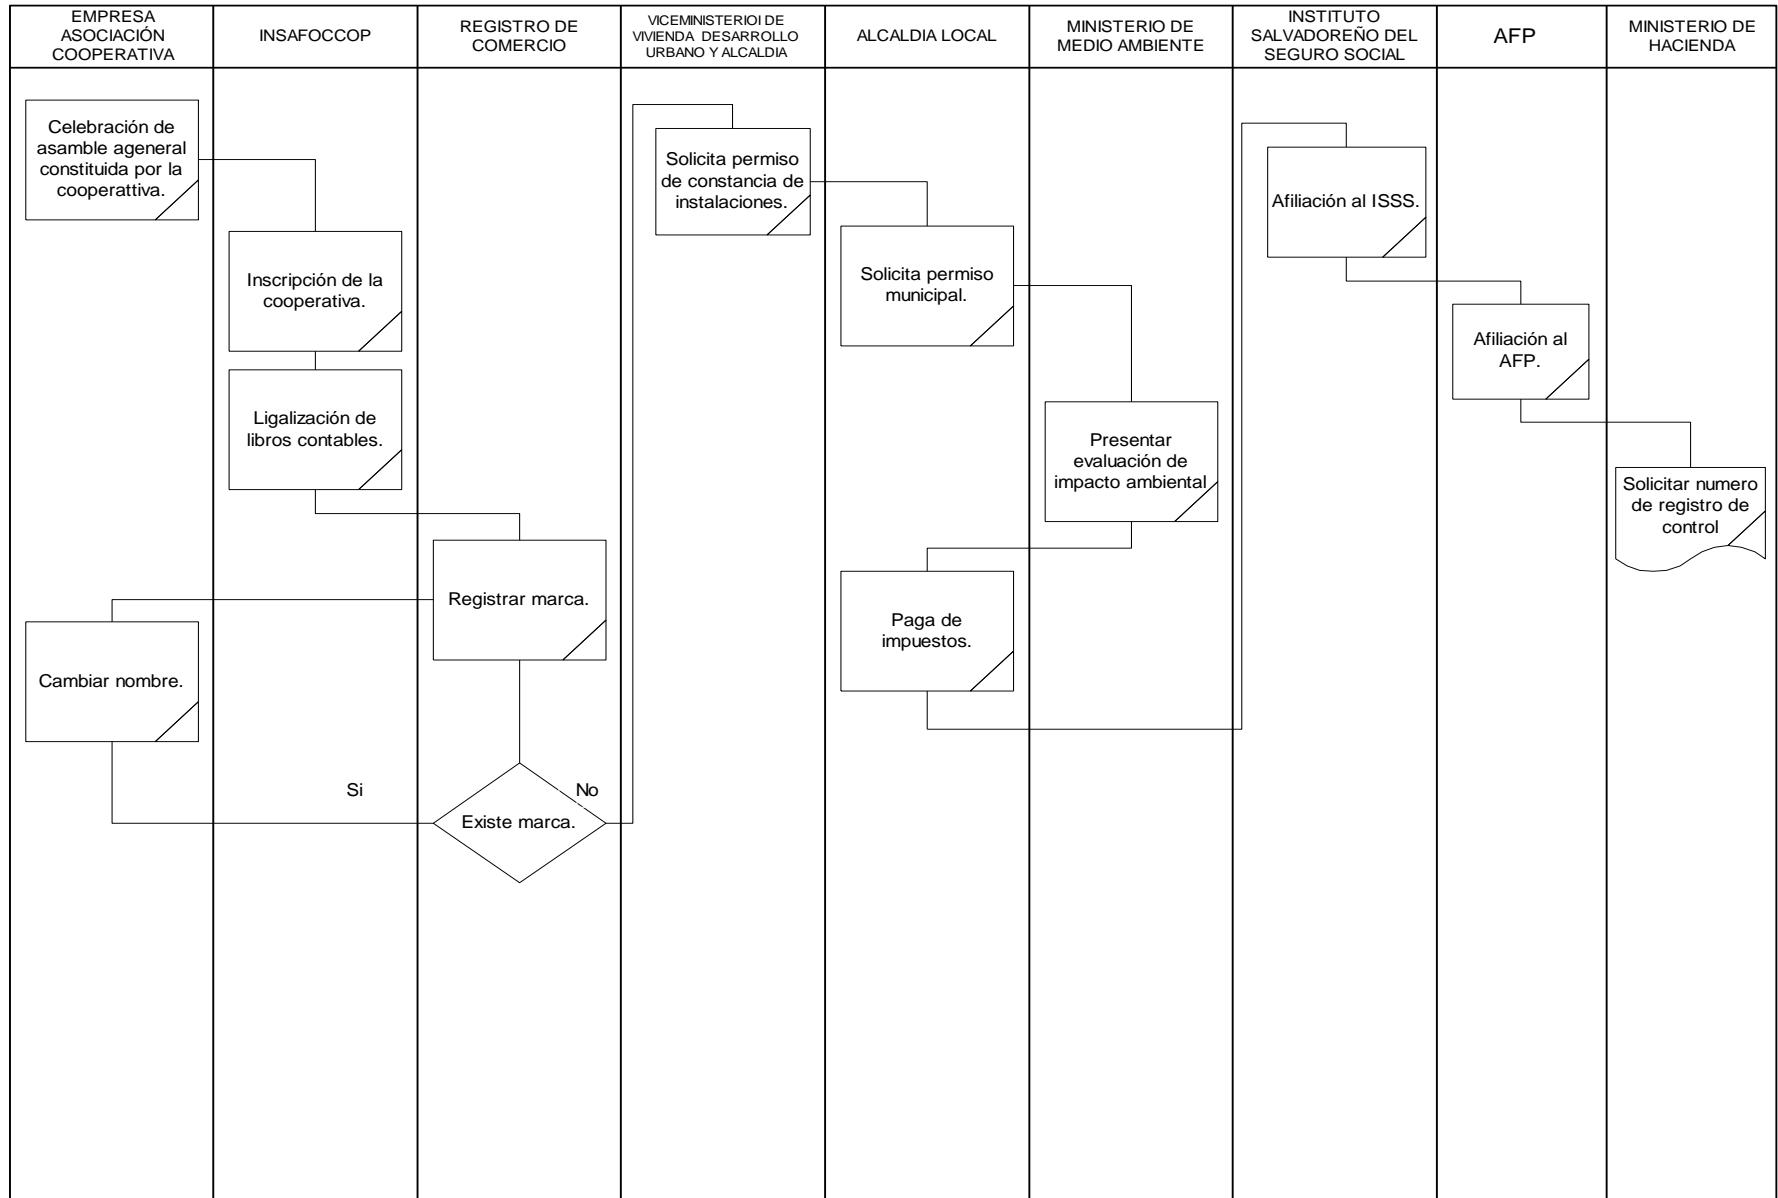 EMPRESA
ASOCIACIÓN
COOPERATIVA
INSAFOCCOP
REGISTRO DE
COMERCIO
VICEMINISTERIOI DE
VIVIENDA DESARROLLO
URBANO Y ALCALDIA
ALCALDIA LOCAL
MINISTERIO DE
MEDIO AMBIENTE
INSTITUTO
SALVADOREÑO DEL
SEGURO SOCIAL
AFP
MINISTERIO DE
HACIENDA
Celebración de
asamble ageneral
constituida por la
cooperattiva.
Inscripción de la
cooperativa.
Ligalización de
libros contables.
Registrar marca.
Cambiar nombre.
Si
No
Existe marca.
Solicita permiso
de constancia de
instalaciones.
Solicita permiso
municipal.
Presentar
evaluación de
impacto ambiental
Paga de
impuestos.
Afiliación al ISSS.
Afiliación al
AFP.
Solicitar numero
de registro de
control